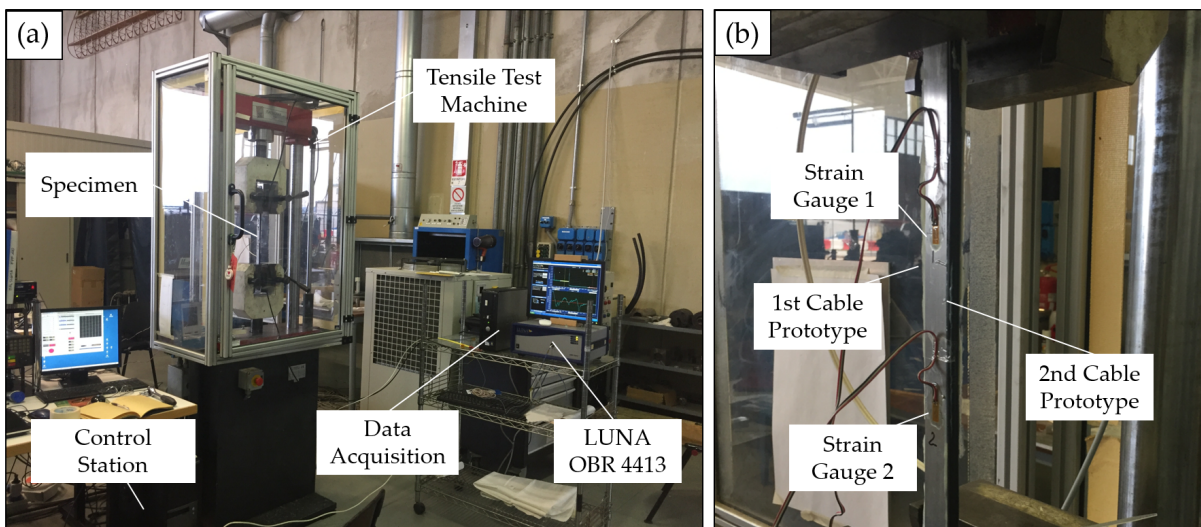 (a)
Tensile Test
Machine
Specimen
Control
Station
Data
Acquisition
LUNA
OBR 4413
(b)
Strain
Gauge 1
1st Cable
Prototype
2nd Cable
Prototype
Strain
Gauge 2
2